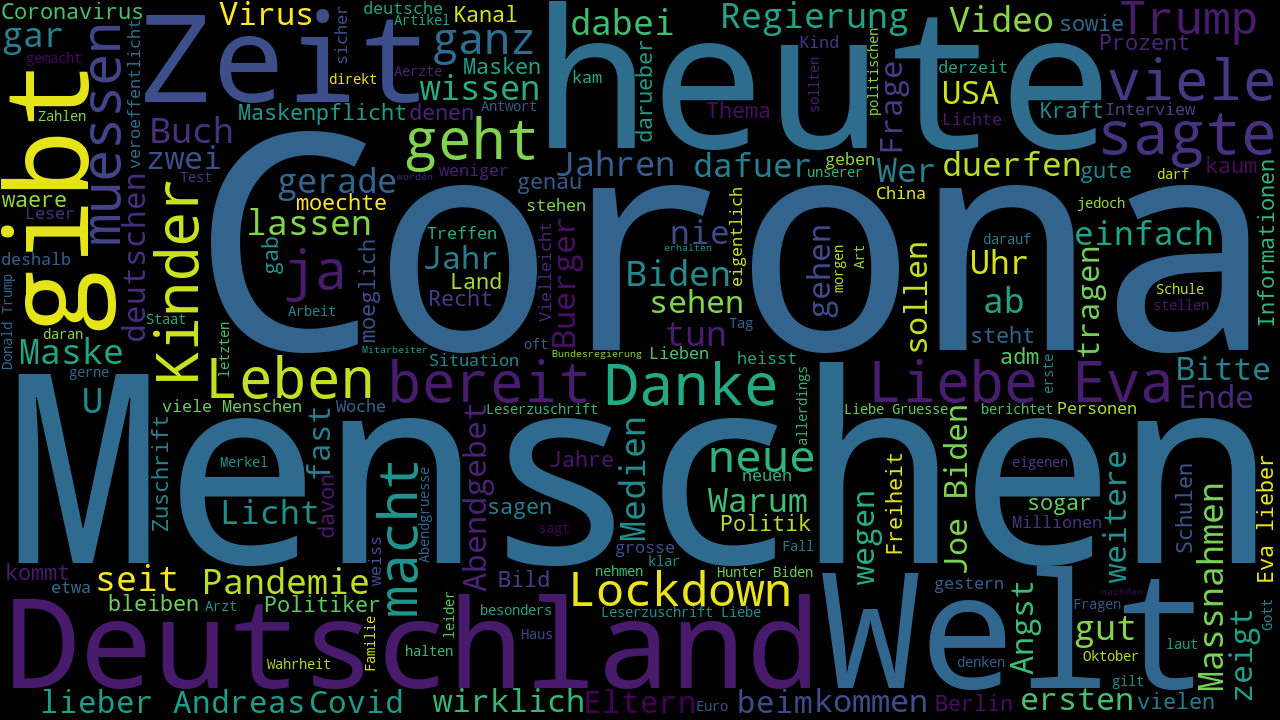 Coronavirus
Virus
deutsche
Artikel
Kanal
dabei
Regierung
Video
sowie
Trump
gar
muessen
veroeffentlicht
Zeit
sicher
ganz
heute
Kind
politischen
Prozent
gemacht
direkt
Aerzte
Masken
kam
darueber
sollten
derzeit
viele
Zahlen
wissen
USA
gibt
Maskenpflicht
denen
Antwort
Thema
Frage
Lichte
Kraft
Interview
Buch
geht
sagte
zwei
Jahren
dafuer
geben
unserer
Wer
duerfen
gute
kaum
Test
gerade
worden
weniger
genau
darf
waere
Leser
deutschen
Kinder
moechte
stehen
China
jedoch
lassen
Corona
nie
eigentlich
einfach
Informationen
deshalb
gab
ja
moeglich
Treffen
Jahr
Land
Recht
Vielleicht
Buerger
erhalten
Biden
sehen
gehen
morgen
Art
sollen
darauf
Uhr
ab
tragen
Schule
stellen
Donald Trump
daran
Staat
Arbeit
tun
Tag
steht
Maske
gerne
letzten
Mitarbeiter
Situation
oft
Bundesregierung
Lieben
heisst
adm
erste
Bitte
U
Leben
bereit
Danke
Liebe
Eva
Ende
viele Menschen
Woche
Leserzuschrift
allerdings
Liebe Gruesse
berichtet
Personen
Menschen
Zuschrift
fast
Merkel
Licht
davon
weiss
macht
Abendgruesse
Abendgebet
Jahre
sagen
sagt
Medien
neue
neuen
Warum
Politik
wegen
Freiheit
Joe Biden
eigenen
sogar
Millionen
weitere
Schulen
Massnahmen
Eva lieber
kommt
grosse
klar
Fall
etwa
seit
Pandemie
Bild
nehmen
Hunter Biden
gestern
nachdem
bleiben
Arzt
Politiker
leider
besonders
Lockdown
Leserzuschrift Liebe
Angst
Fragen
zeigt
Gott
Deutschland
Welt
Wahrheit
Familie
halten
Haus
denken
gut
Oktober
laut
gilt
lieber Andreas
Covid
wirklich
Eltern
Euro
beim
kommen
Berlin
ersten
vielen